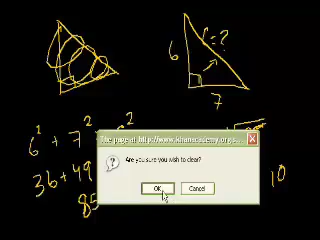 6 c=?
7
6² + 7²
The page at http://www.khanacademy.org s...
Are you sure you wish to clear?
36 + 49
OK Cancel
10
85